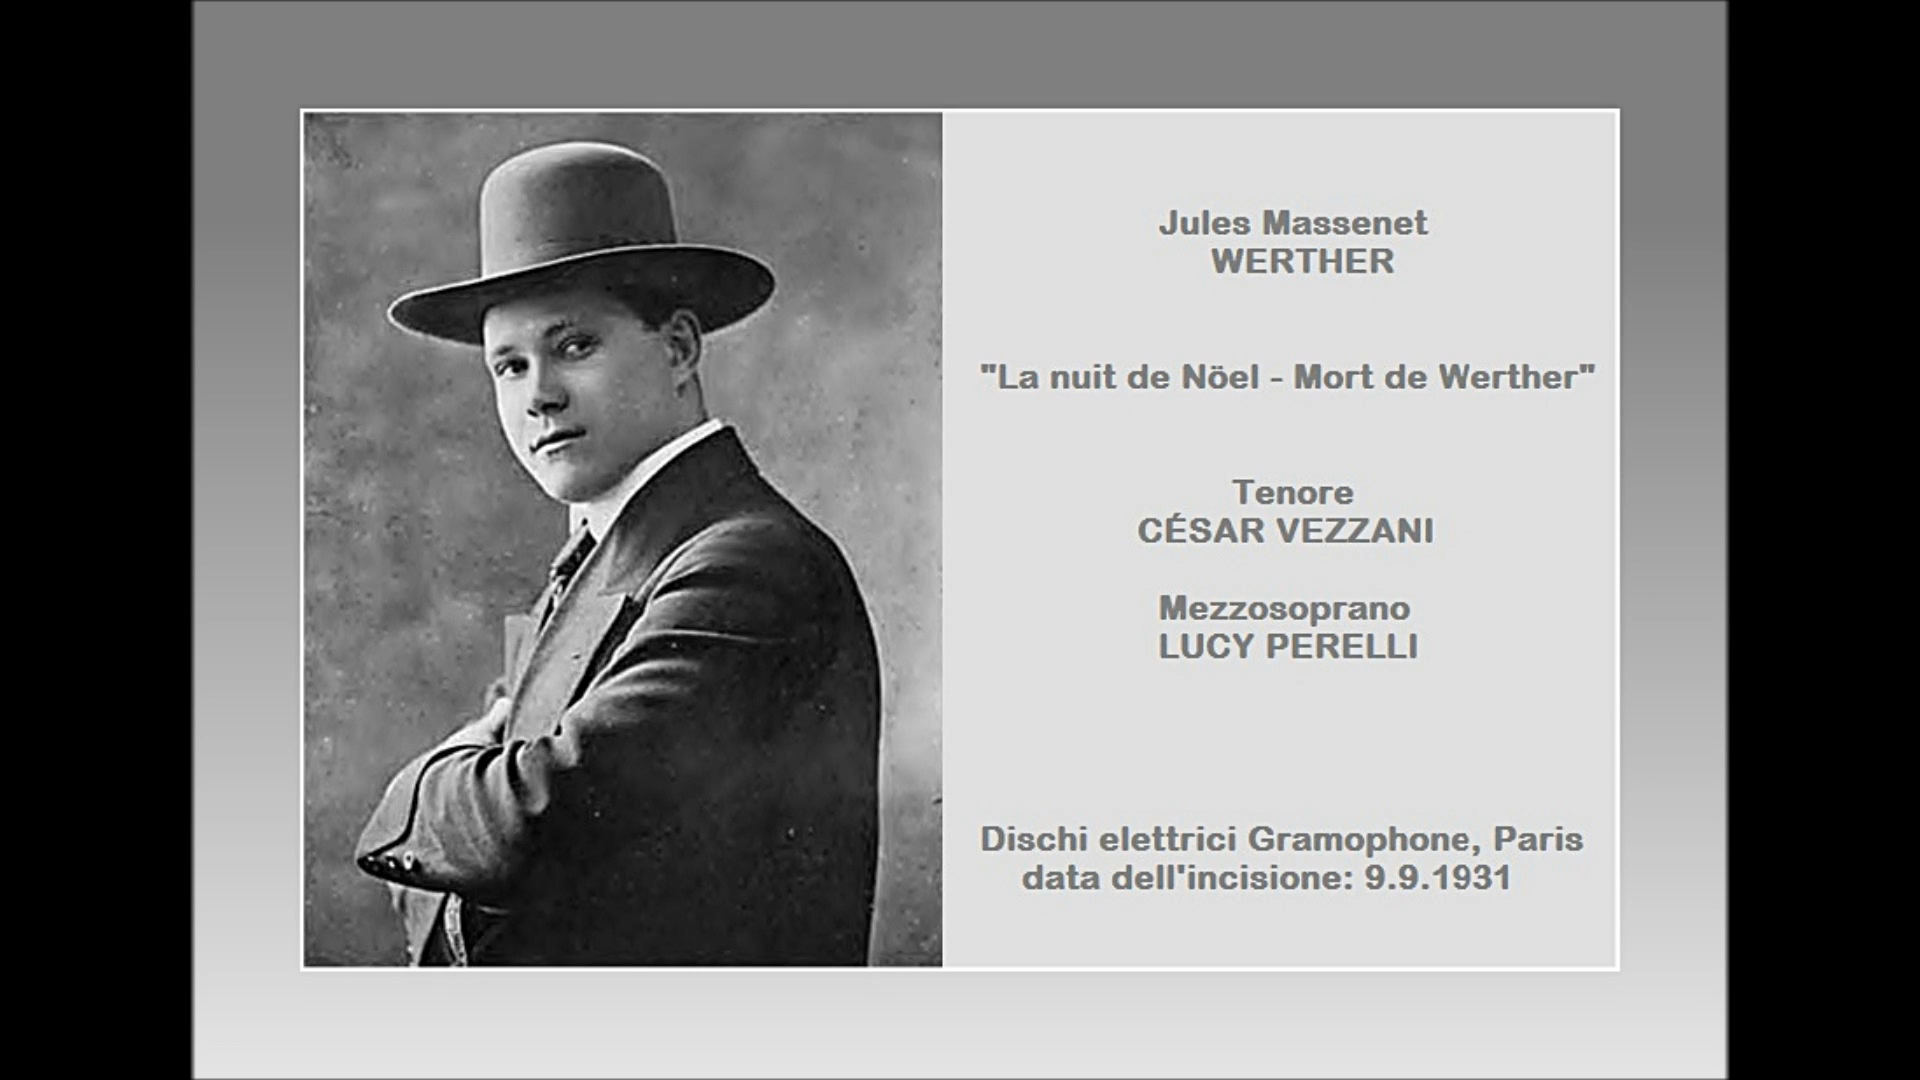 Jules Massenet
WERTHER
"La nuit de Nöel - Mort de Werther"
Tenore
CÉSAR VEZZANI
Mezzosoprano
LUCY PERELLI
Dischi elettrici Gramophone, Paris
data dell'incisione: 9.9.1931